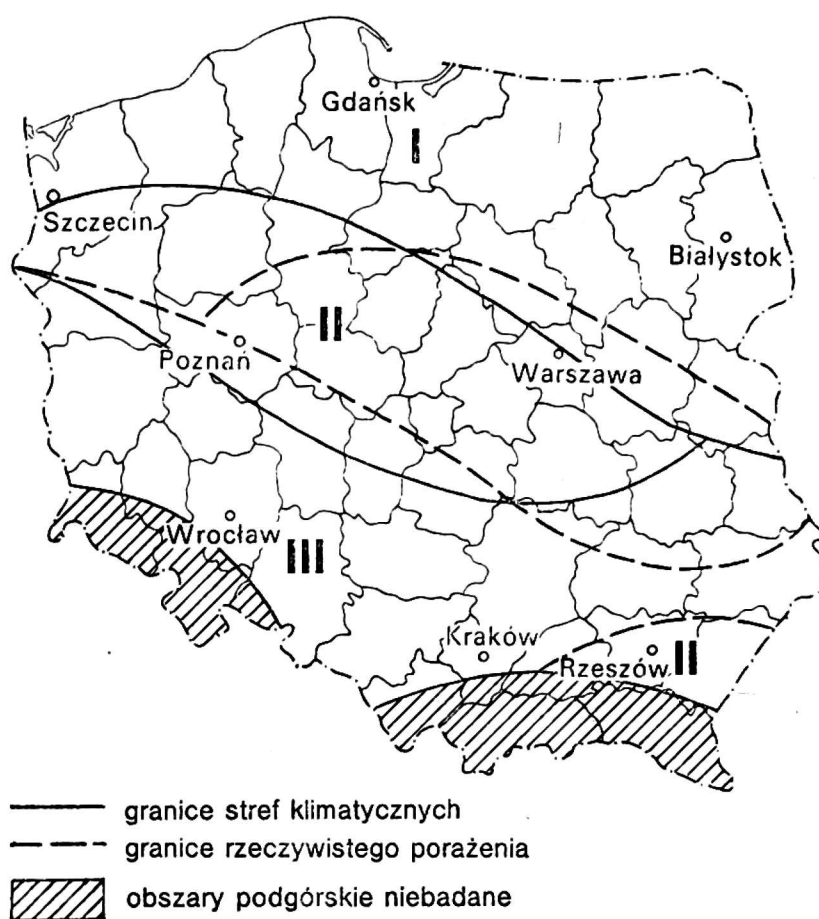 Gdańsk
I
Szczecin
Białystok
II
Poznań
Warszawa
Wrocław
III
Kraków
Rzeszów II
granice stref klimatycznych
granice rzeczywistego porażenia
obszary podgórskie niebadane